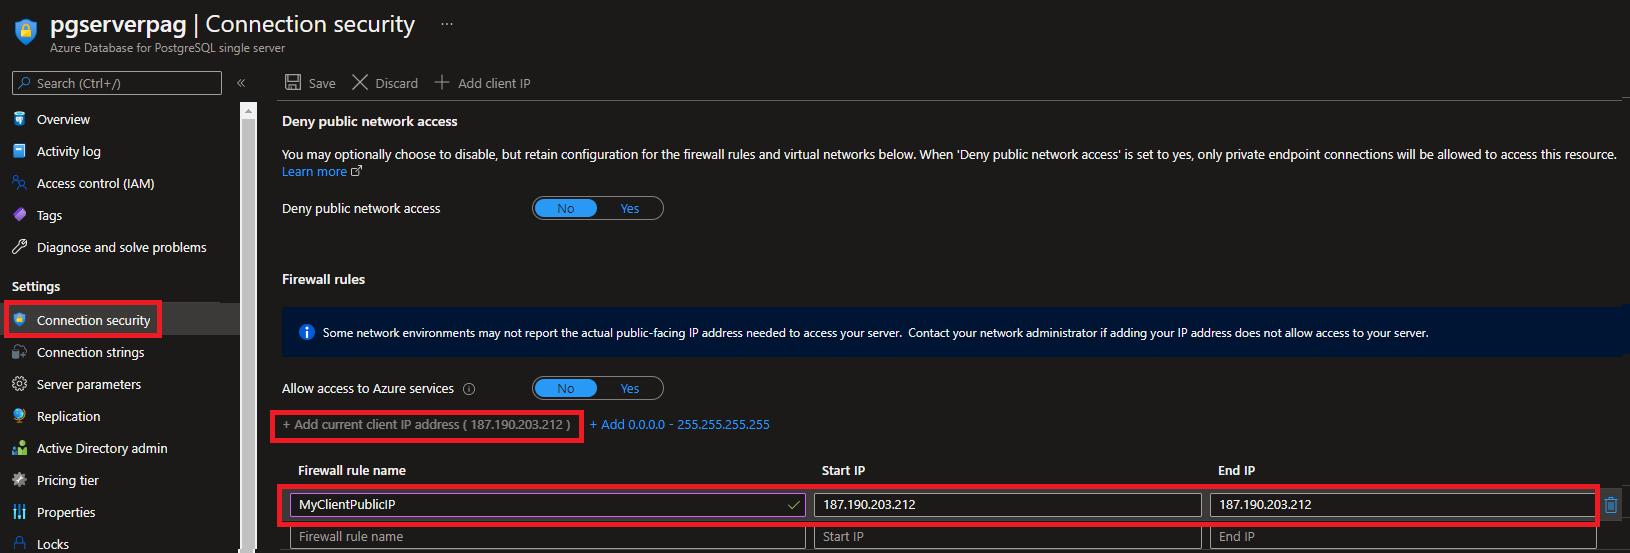 pgserverpag | Connection security ...
Azure Database for PostgreSQL single server
Search (Ctrl+/)
«
Save
Discard
Add client IP
Overview
Activity log
Access control (IAM)
Tags
Diagnose and solve problems
Settings
Connection security
Connection strings
Server parameters
Replication
Active Directory admin
Pricing tier
Properties
Locks
Deny public network access
You may optionally choose to disable, but retain configuration for the firewall rules and virtual networks below. When 'Deny public network access' is set to yes, only private endpoint connections will be allowed to access this resource.
Learn more
Deny public network access No Yes
Firewall rules
Some network environments may not report the actual public-facing IP address needed to access your server. Contact your network administrator if adding your IP address does not allow access to your server.
Allow access to Azure services No Yes
+ Add current client IP address ( 187.190.203.212 ) + Add 0.0.0.0 - 255.255.255.255
Firewall rule name Start IP End IP
MyClientPublicIP 187.190.203.212 187.190.203.212
Firewall rule name Start IP End IP